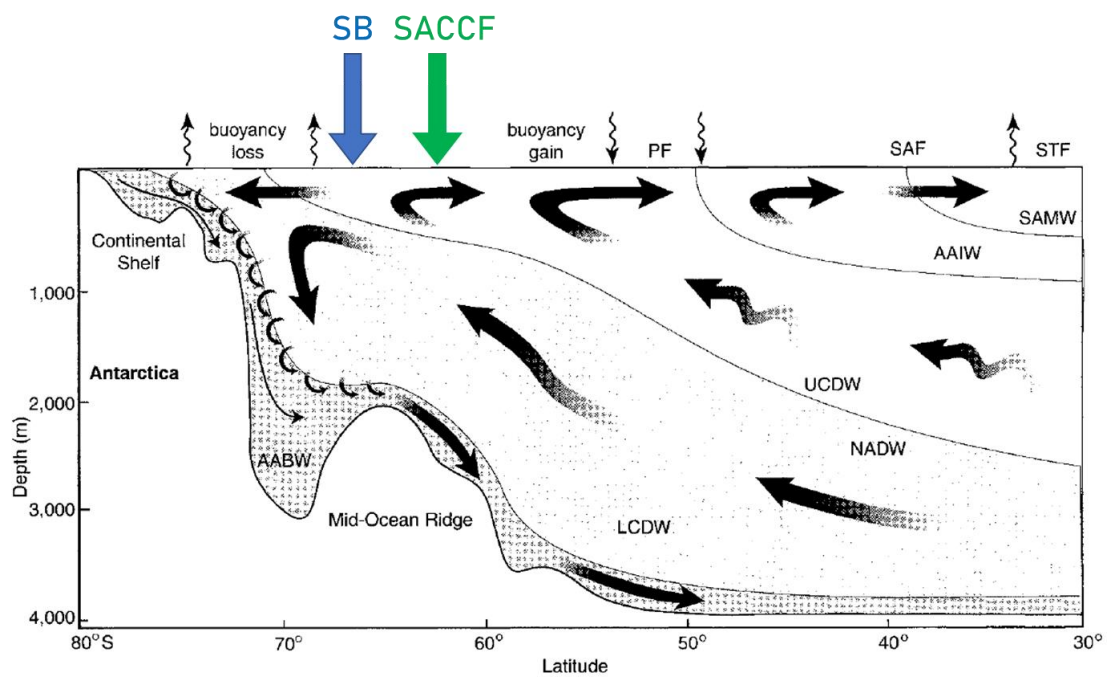 SB SACCF
buoyancy
loss
buoyancy
gain
PF
SAF
STF
SAMW
AAIW
Continental
Shelf
1,000
Antarctica
UCDW
2,000
NADW
Depth (m)
AABW
3,000
Mid-Ocean Ridge
LCDW
4,000
80°S 70° 60° 50° 40° 30°
Latitude